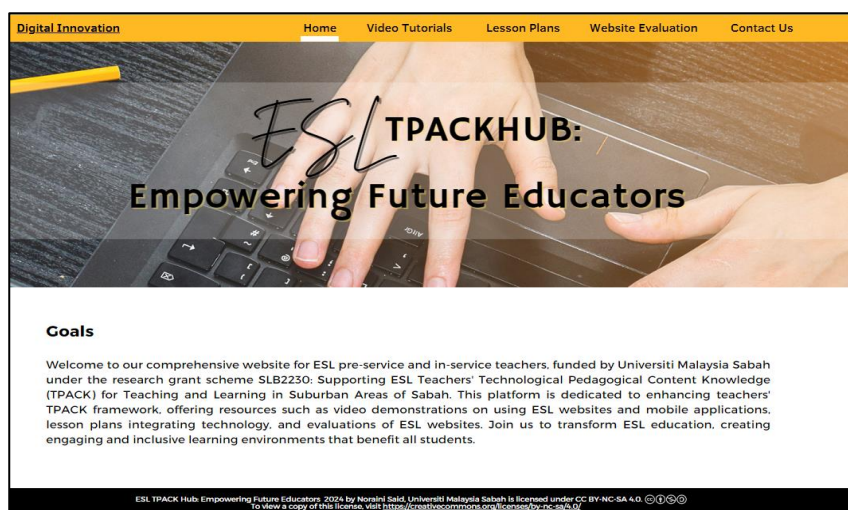 Digital Innovation Home Video Tutorials Lesson Plans Website Evaluation Contact Us
ESL TPACKHUB:
Empowering Future Educators
Goals
Welcome to our comprehensive website for ESL pre-service and in-service teachers, funded by Universiti Malaysia Sabah
under the research grant scheme SLB2230: Supporting ESL Teachers' Technological Pedagogical Content Knowledge
(TPACK) for Teaching and Learning in Suburban Areas of Sabah. This platform is dedicated to enhancing teachers'
TPACK framework, offering resources such as video demonstrations on using ESL websites and mobile applications,
lesson plans integrating technology, and evaluations of ESL websites. Join us to transform ESL education, creating
engaging and inclusive learning environments that benefit all students.
ESL TPACK Hub: Empowering Future Educators 2024 by Noraini Said, Universiti Malaysia Sabah is licensed under CC BY-NC-SA 4.0.
To view a copy of this license, visit https://creativecommons.org/licenses/by-nc-sa/4.0/